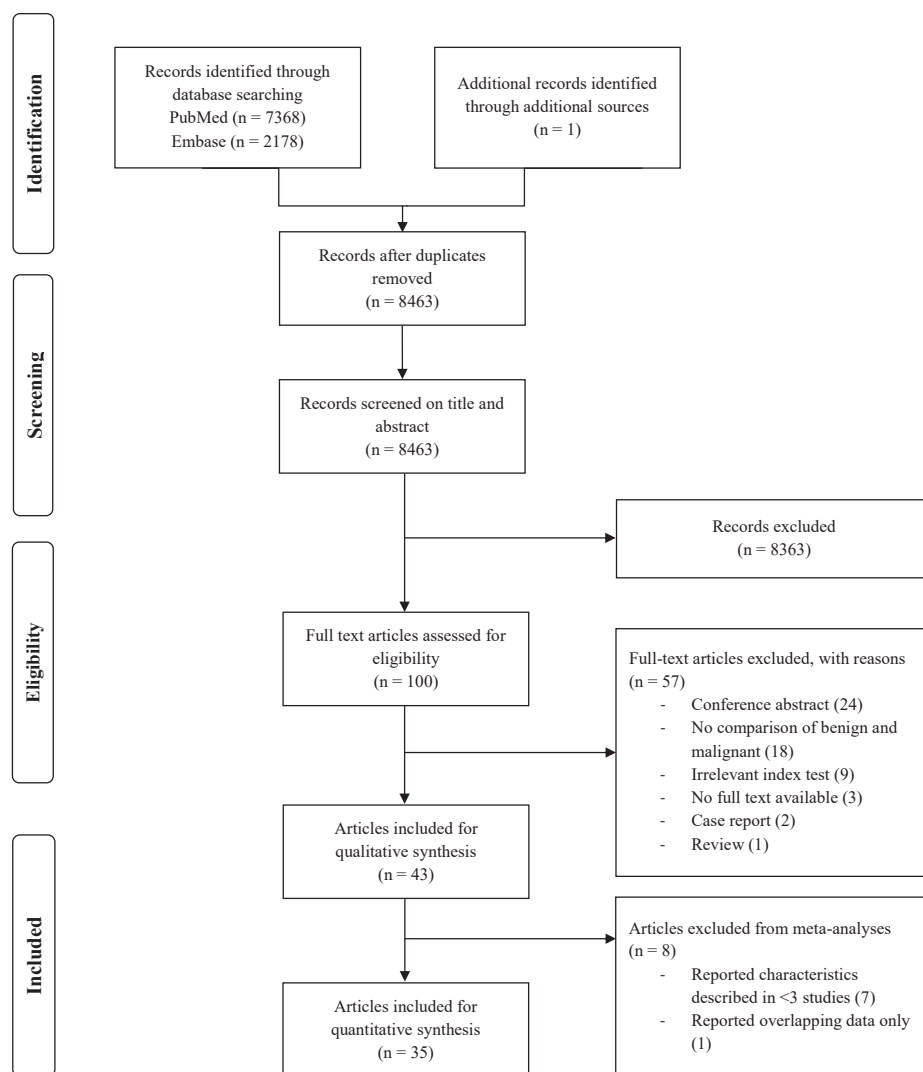 Identification
Records identified through
database searching
PubMed (n = 7368)
Embase (n = 2178)
Additional records identified
through additional sources
(n = 1)
Records after duplicates
removed
(n = 8463)
Screening
Records screened on title and
abstract
(n = 8463)
Records excluded
(n = 8363)
Eligibility
Full text articles assessed for
eligibility
(n = 100)
Full-text articles excluded, with reasons
(n = 57)
- Conference abstract (24)
- No comparison of benign and
malignant (18)
- Irrelevant index test (9)
- No full text available (3)
- Case report (2)
- Review (1)
Articles included for
qualitative synthesis
(n = 43)
Included
Articles excluded from meta-analyses
(n = 8)
- Reported characteristics
described in <3 studies (7)
- Reported overlapping data only
(1)
Articles included for
quantitative synthesis
(n = 35)